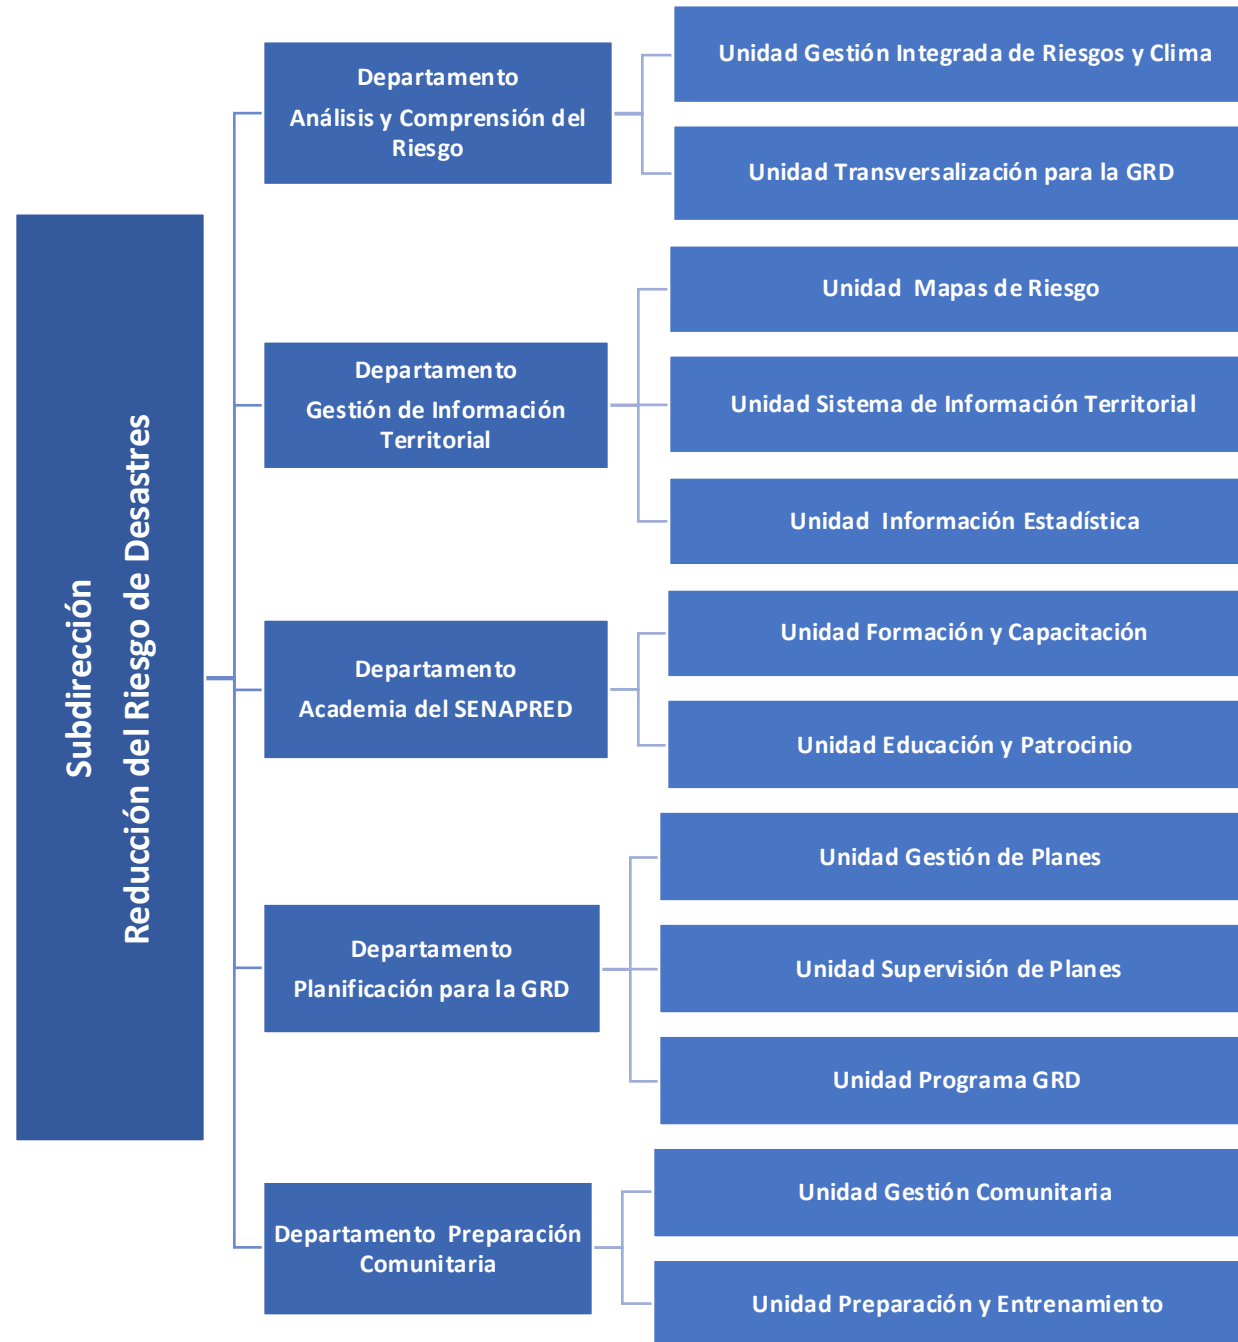 Subdirección
Reducción del Riesgo de Desastres
Departamento
Análisis y Comprensión del
Riesgo
Unidad Gestión Integrada de Riesgos y Clima
Unidad Transversalización para la GRD
Departamento
Gestión de Información
Territorial
Unidad Mapas de Riesgo
Unidad Sistema de Información Territorial
Unidad Información Estadística
Departamento
Academia del SENAPRED
Unidad Formación y Capacitación
Unidad Educación y Patrocinio
Departamento
Planificación para la GRD
Unidad Gestión de Planes
Unidad Supervisión de Planes
Unidad Programa GRD
Departamento Preparación
Comunitaria
Unidad Gestión Comunitaria
Unidad Preparación y Entrenamiento